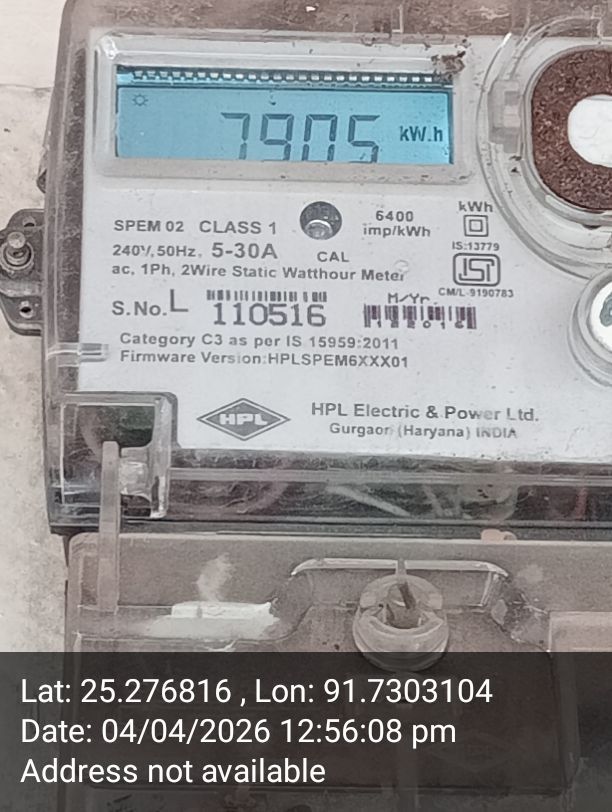 7905 kW.h
SPEM 02 CLASS 1
6400
imp/kWh
kWh
240V, 50Hz, 5-30A
CAL
IS:13779
ac, 1Ph, 2Wire Static Watthour Meter
CM/L-9190783
S.No. L 110516
M/Yr.
Category C3 as per IS 15959:2011
Firmware Version:HPLSPEM6XXX01
HPL
HPL Electric & Power Ltd.
Gurgaon (Haryana) INDIA
Lat: 25.276816 , Lon: 91.7303104
Date: 04/04/2026 12:56:08 pm
Address not available